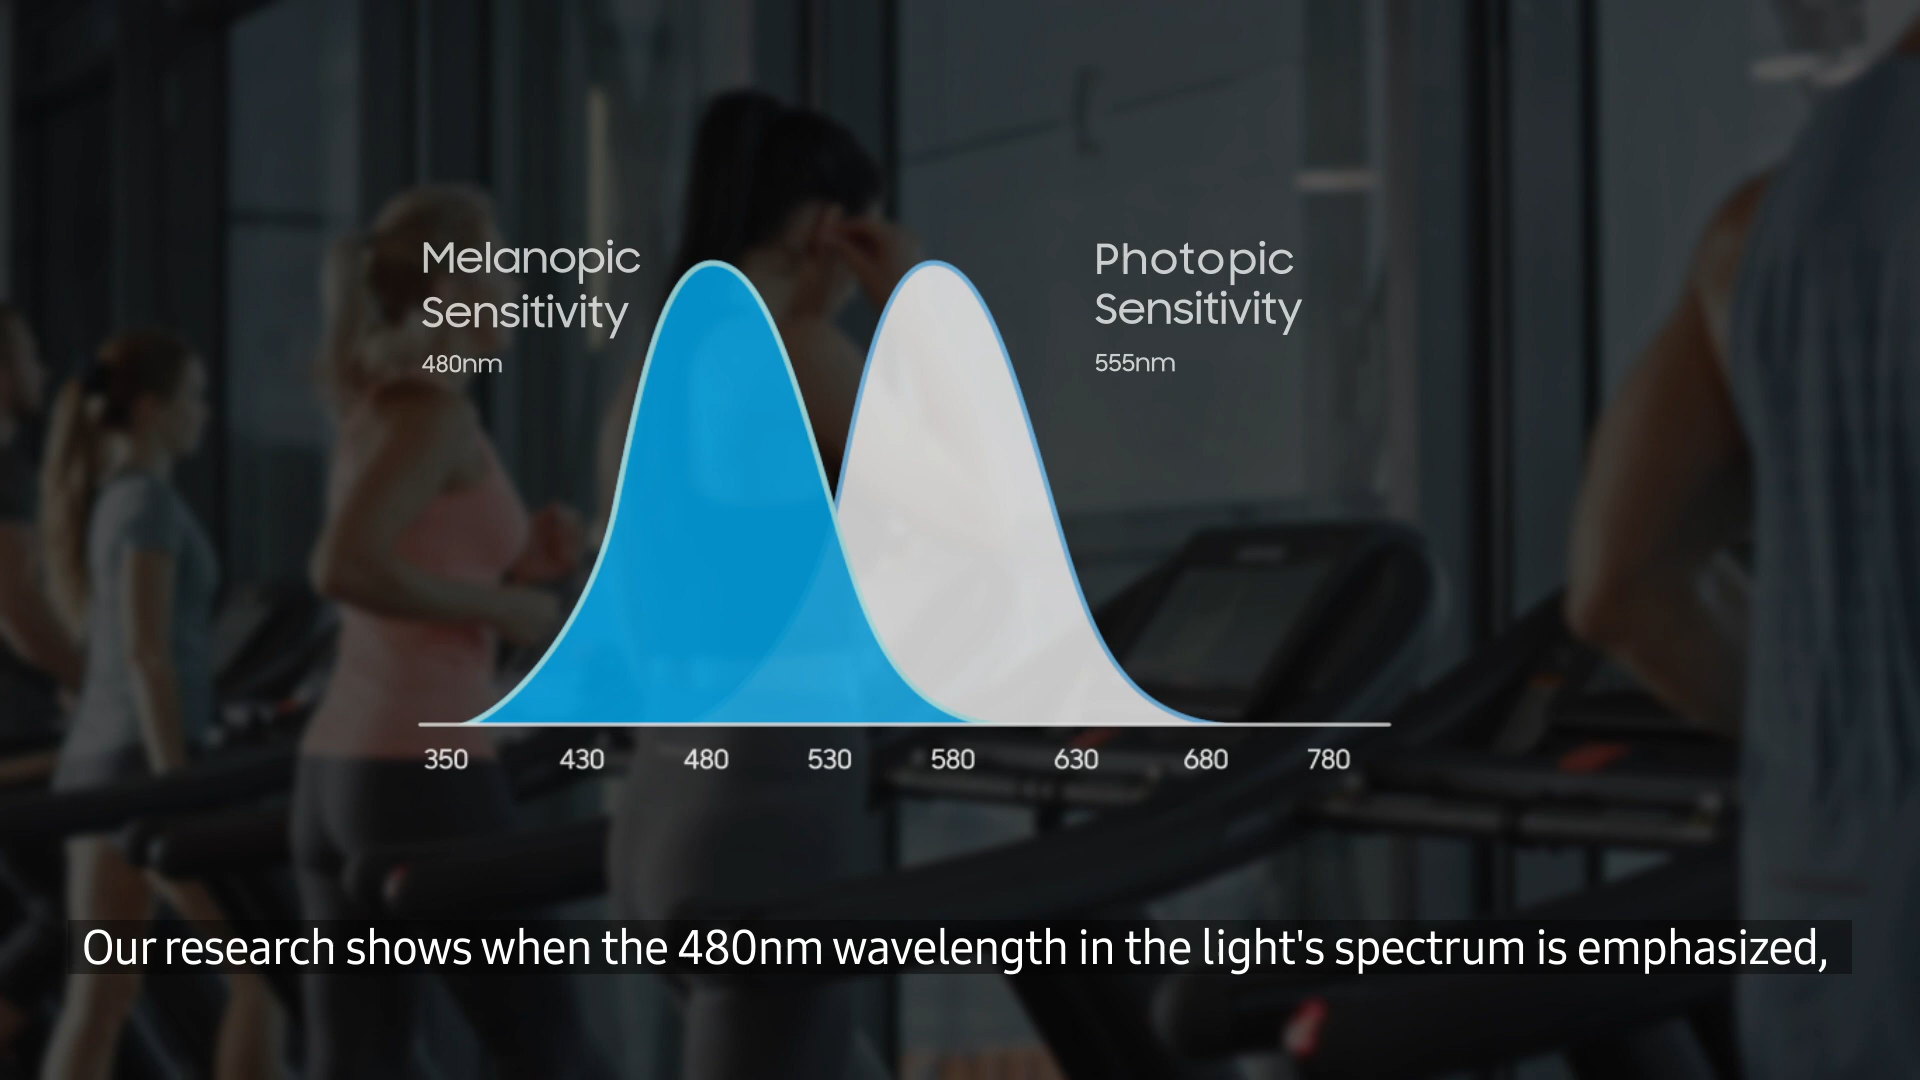 Melanopic
Sensitivity
480nm
Photopic
Sensitivity
555nm
350 430 480 530 580 630 680 780
Our research shows when the 480nm wavelength in the light's spectrum is emphasized,